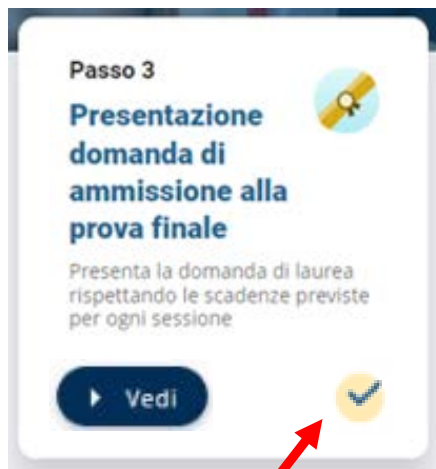 Passo 3
Presentazione
domanda di
ammissione alla
prova finale
Presenta la domanda di laurea
rispettando le scadenze previste
per ogni sessione
Vedi